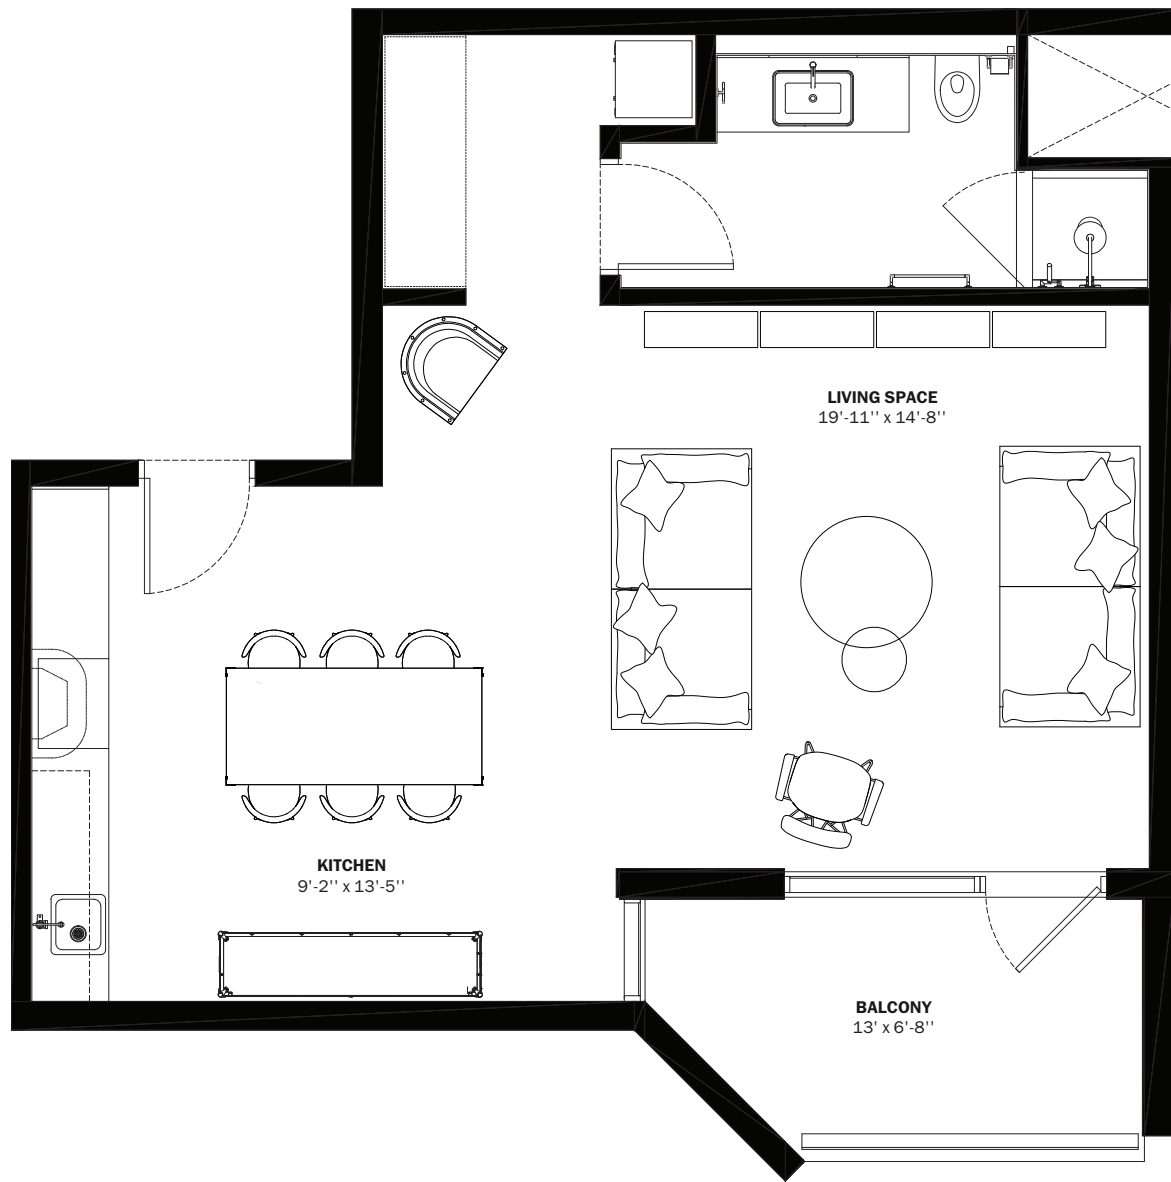 LIVING SPACE
19'-11'' x 14'-8''
KITCHEN
9'-2'' x 13'-5''
BALCONY
13' x 6'-8''